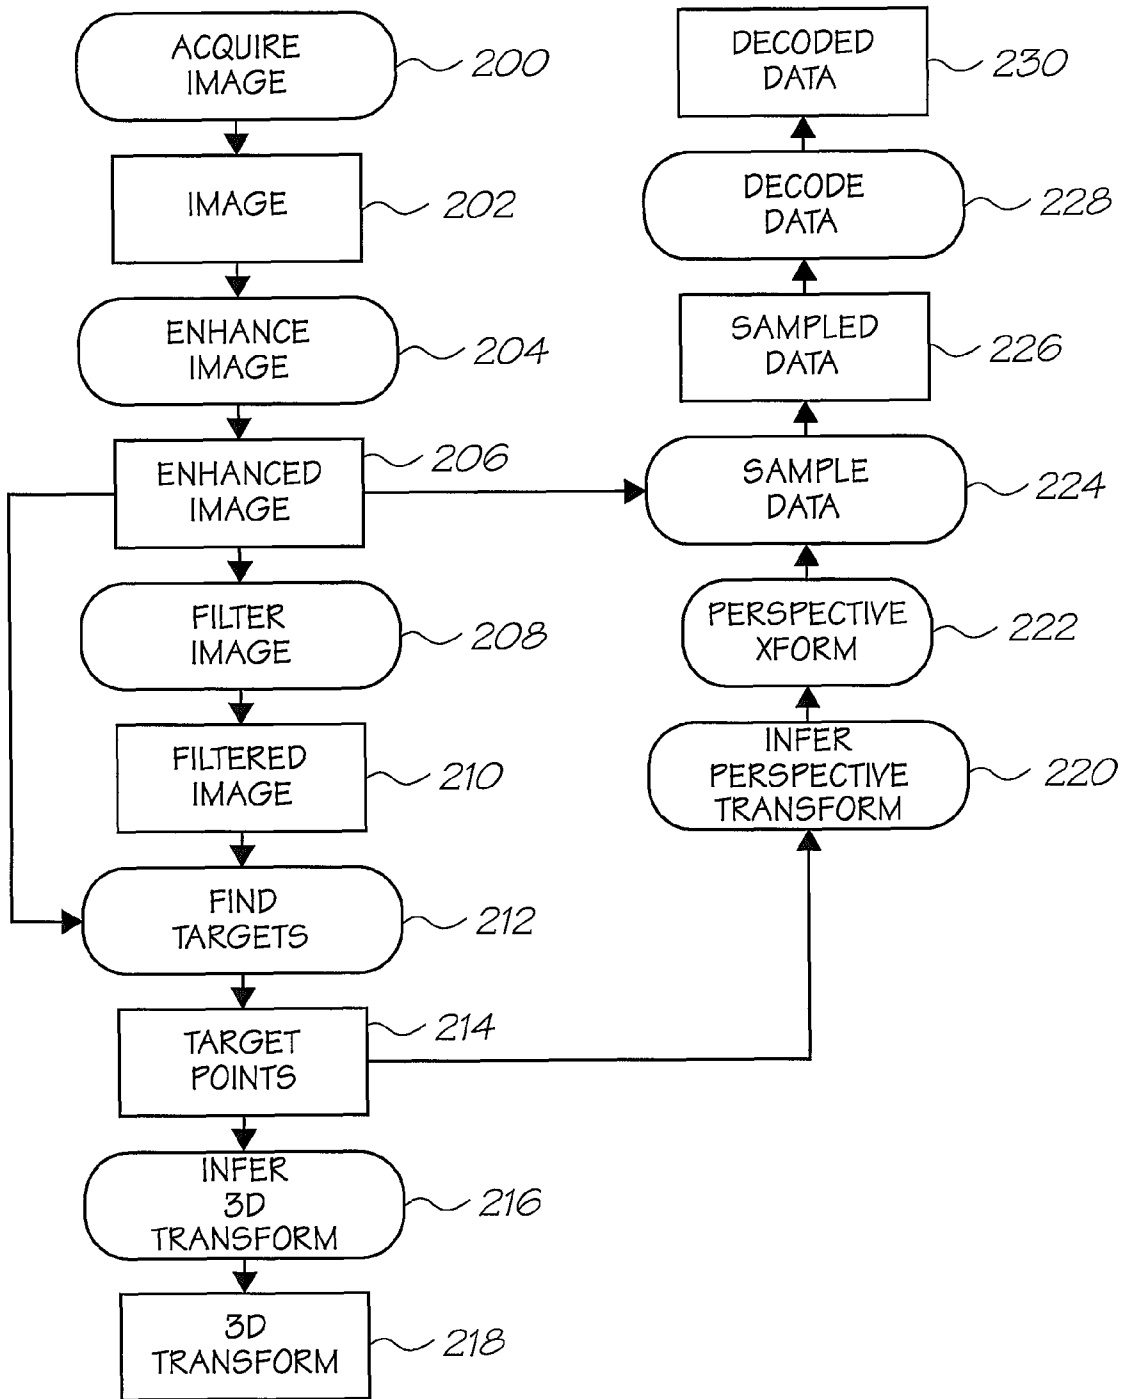 ACQUIRE
IMAGE
200
IMAGE
202
ENHANCE
IMAGE
204
ENHANCED
IMAGE
206
FILTER
IMAGE
208
FILTERED
IMAGE
210
FIND
TARGETS
212
TARGET
POINTS
214
INFER
3D
TRANSFORM
216
3D
TRANSFORM
218
DECODED
DATA
230
DECODE
DATA
228
SAMPLED
DATA
226
SAMPLE
DATA
224
PERSPECTIVE
XFORM
222
INFER
PERSPECTIVE
TRANSFORM
220